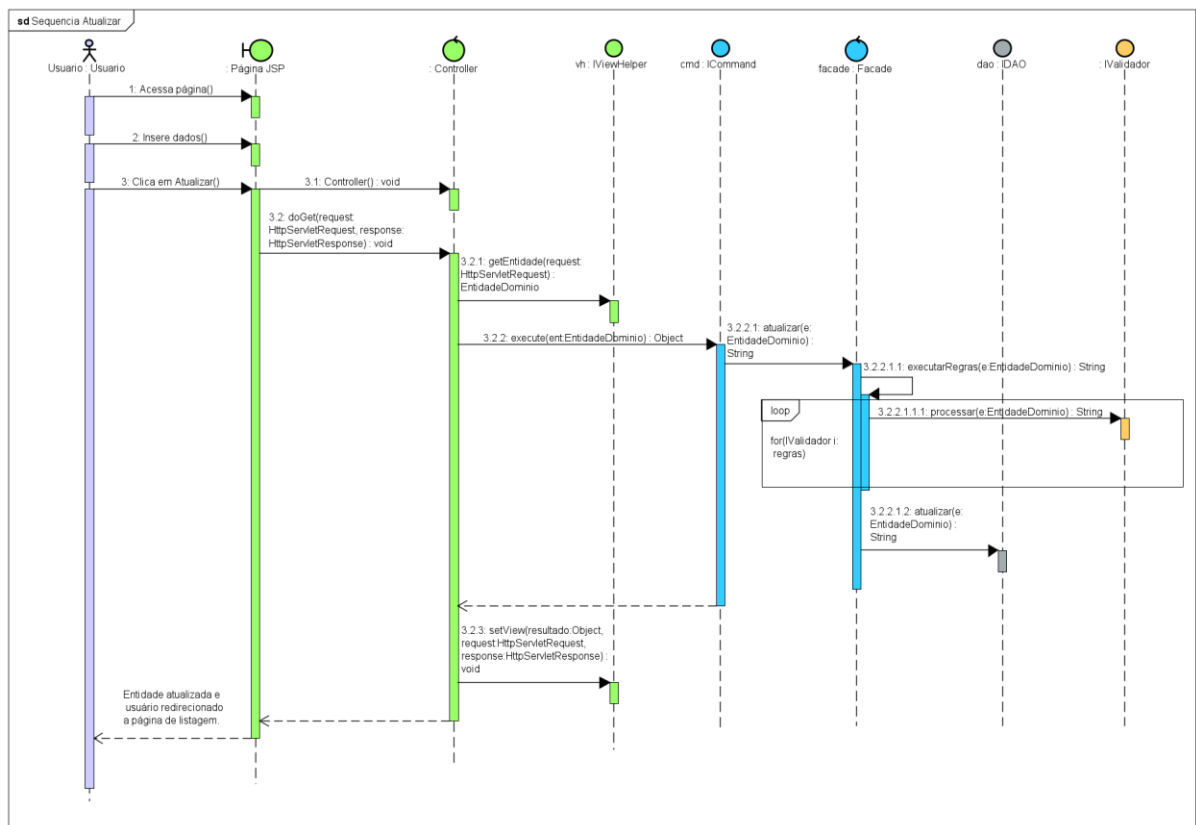 sd Sequencia Atualizar
Usuario : Usuario
: Página JSP
: Controller
vh : IViewHelper
cmd : ICommand
facade : Facade
dao : IDAO
: IValidador
1: Acessa página()
2: Insere dados()
3: Clica em Atualizar()
3.1: Controller() : void
3.2: doGet(request:
HttpServletRequest, response:
HttpServletResponse) : void
3.2.1: getEntidade(request:
HttpServletRequest) :
EntidadeDominio
3.2.2: execute(ent:EntidadeDominio) : Object
3.2.2.1: atualizar(e:
EntidadeDominio) :
String
3.2.2.1.1: executarRegras(e:EntidadeDominio) : String
loop
3.2.2.1.1.1: processar(e:EntidadeDominio) : String
for(IValidador i:
regras)
3.2.2.1.2: atualizar(e:
EntidadeDominio) :
String
3.2.3: setView(resultado:Object,
request:HttpServletRequest,
response:HttpServletResponse) :
void
Entidade atualizada e
usuário redirecionado
a página de listagem.